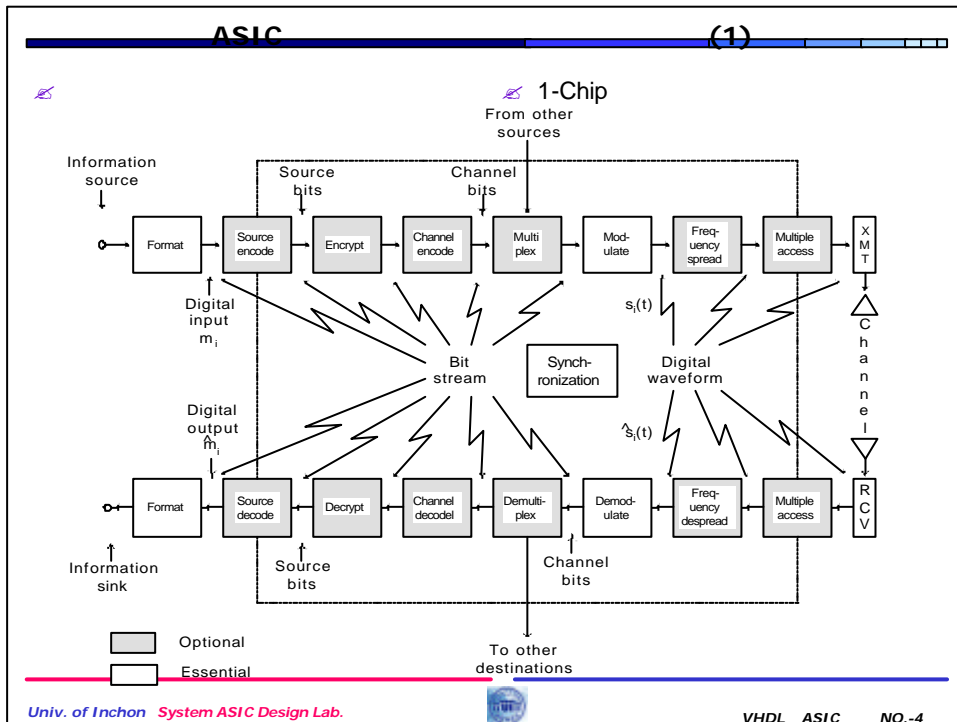 ASIC (1)
1-Chip
From other
sources
Information
source
Source
bits
Channel
bits
Format
Source
encode
Encrypt
Channel
encode
Multi
plex
Mod-
ulate
Freq-
uency
spread
Multiple
access
X
M
T
Digital
input
m i
s i (t)
Bit
stream
Synch-
ronization
Digital
waveform
C
h
a
n
n
e
l
Digital
output
m̂ i
ŝ i (t)
Format
Source
decode
Decrypt
Channel
decodel
Demulti-
plex
Demod-
ulate
Freq-
uency
despread
Multiple
access
R
C
V
Information
sink
Source
bits
Channel
bits
To other
destinations
Optional
Essential
Univ. of Inchon System ASIC Design Lab.
VHDL ASIC NO.-4